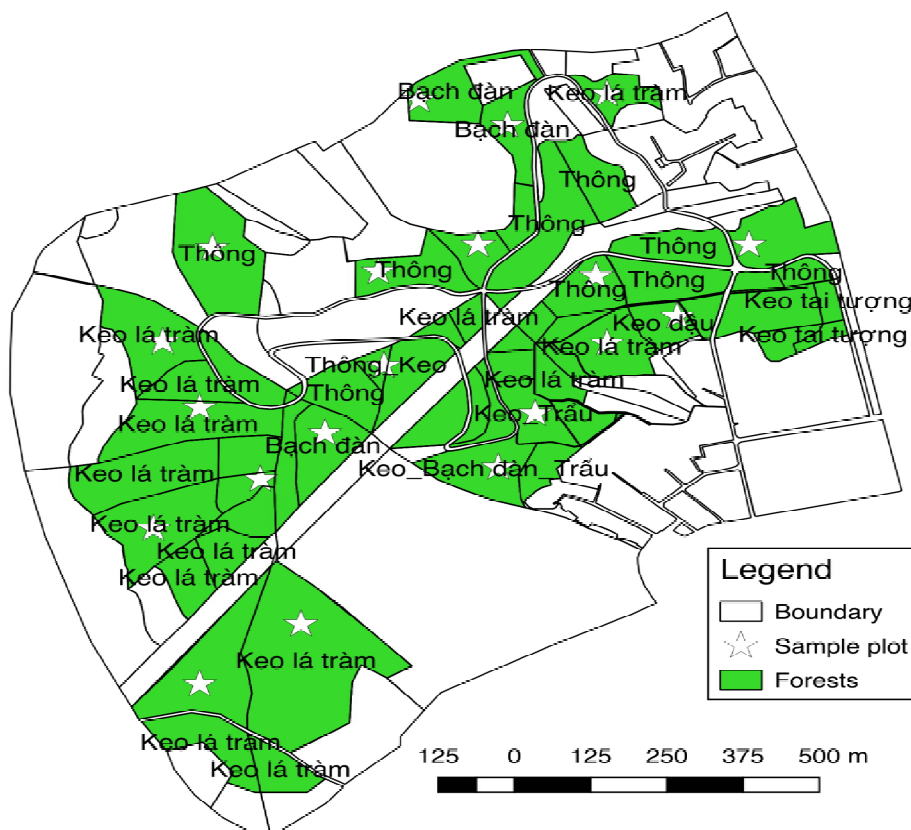 Bạch đàn
Keo lá tràm
Bạch đàn
Thông
Thông
Thông
Thông
Thông
Thông
Thông
Thông
Keo tai tượng
Keo lá tràm
Keo dậu
Keo lá tràm
Keo lá tràm
Keo tai tượng
Thông_Keo
Keo lá tràm
Keo lá tràm
Thông
Keo lá tràm
Keo_Trẩu
Bạch đàn
Keo lá tràm
Keo_Bạch đàn_Trẩu
Keo lá tràm
Keo lá tràm
Keo lá tràm
Keo lá tràm
Keo lá tràm
Keo lá tràm
Legend
Boundary
Sample plot
Forests
125 0 125 250 375 500 m